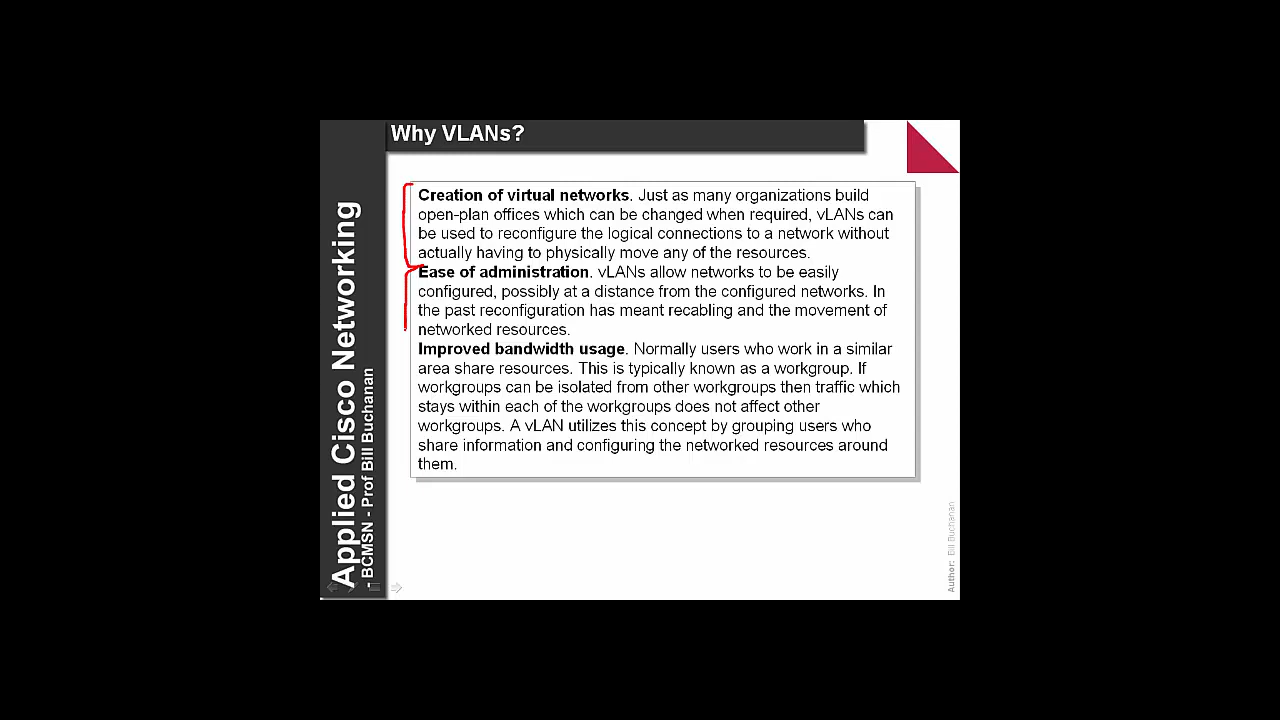 Why VLANs?
Creation of virtual networks. Just as many organizations build
open-plan offices which can be changed when required, vLANs can
be used to reconfigure the logical connections to a network without
actually having to physically move any of the resources.
Ease of administration. vLANs allow networks to be easily
configured, possibly at a distance from the configured networks. In
the past reconfiguration has meant recabling and the movement of
networked resources.
Improved bandwidth usage. Normally users who work in a similar
area share resources. This is typically known as a workgroup. If
workgroups can be isolated from other workgroups then traffic which
stays within each of the workgroups does not affect other
workgroups. A vLAN utilizes this concept by grouping users who
share information and configuring the networked resources around
them.
Applied Cisco Networking
- BCMSN - Prof Bill Buchanan
Author: Bill Buchanan